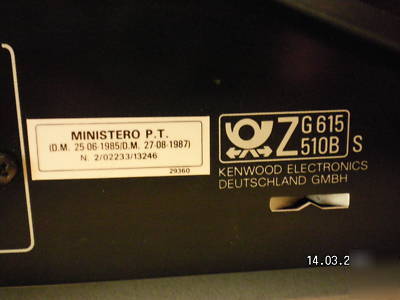 MINISTERO P.T.
(D.M. 25-06-1985/D.M. 27-08-1987)
N. 2/02233/13246
29360
Z G 615 510B S
KENWOOD ELECTRONICS
DEUTSCHLAND GMBH
14.03.2